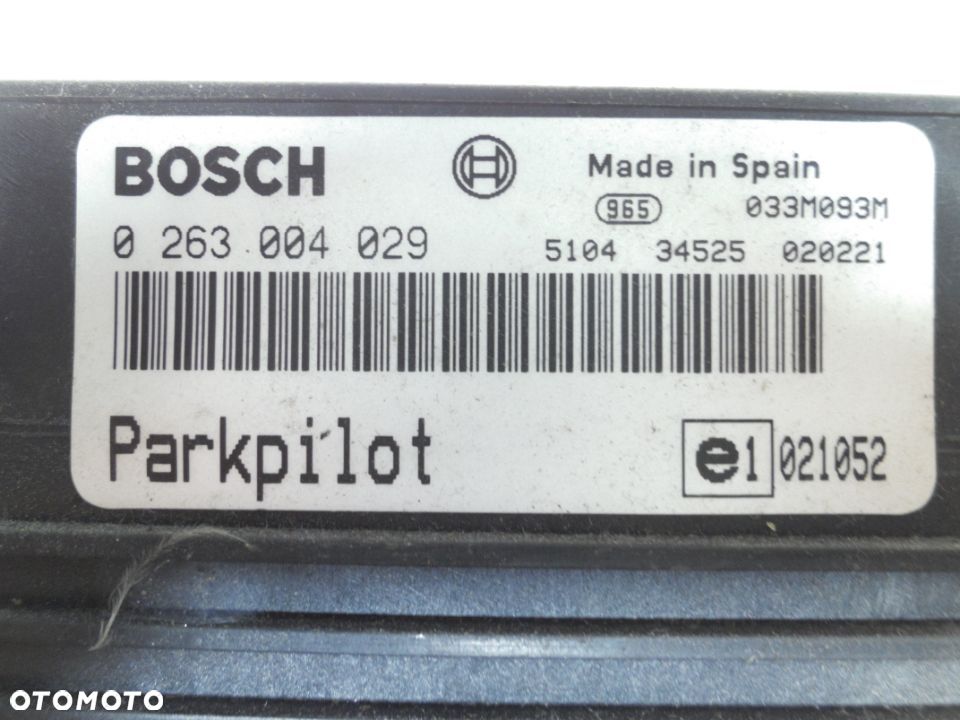 BOSCH
Made in Spain
965 033M093M
0 263 004 029
5104 34525 020221
Parkpilot
e1 021052
OTOMOTO